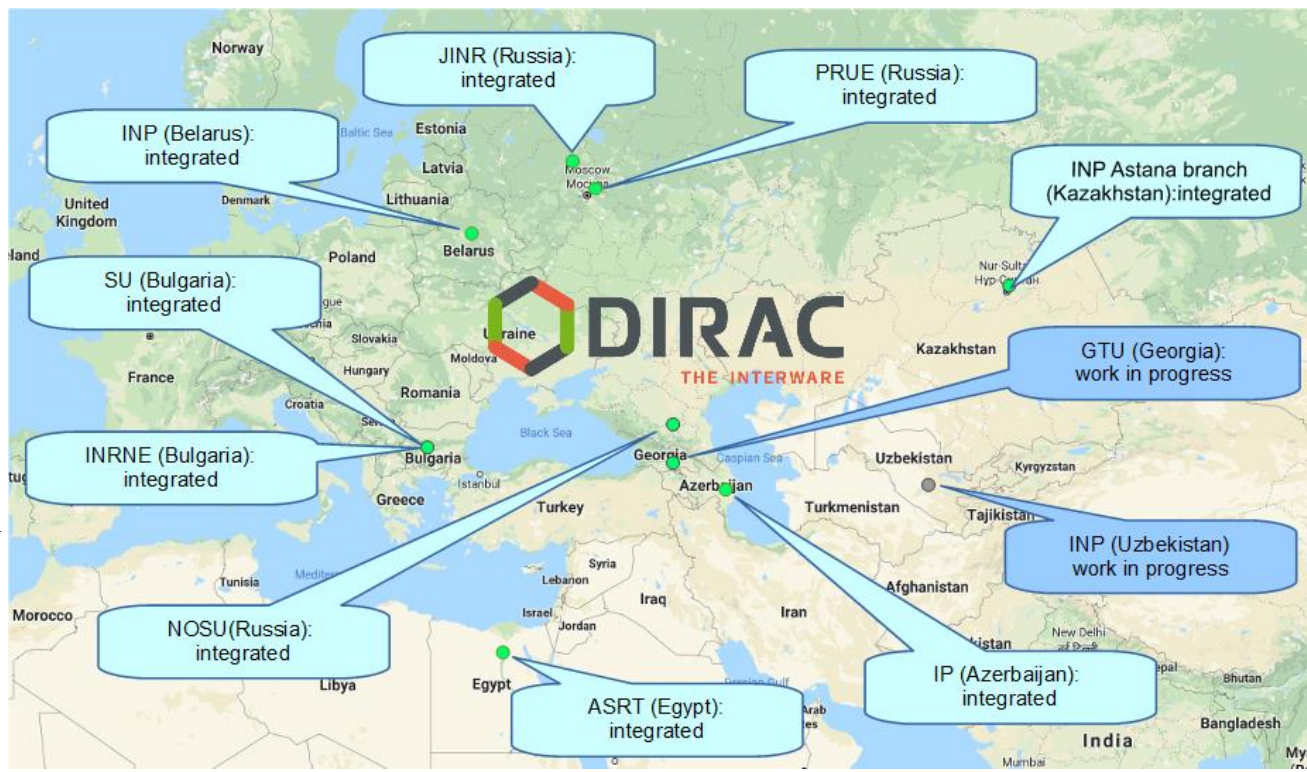 Norway
JINR (Russia):
integrated
PRUE (Russia):
integrated
INP (Belarus):
integrated
Baltic Sea
Estonia
Latvia
Lithuania
Moscow
Москва
INP Astana branch
(Kazakhstan):integrated
United
Kingdom
Denmark
Belarus
Poland
SU (Bulgaria):
integrated
Nur-Sultan
Нур-Султан
DIRAC
THE INTERWARE
Ukraine
Slovakia
Moldova
Hungary
France
Romania
Croatia
Kazakhstan
GTU (Georgia):
work in progress
INRNE (Bulgaria):
integrated
Bulgaria
Black Sea
Georgia
Caspian Sea
Uzbekistan
Kyrgyzstan
Istanbul
Greece
Turkey
Azerbaijan
Turkmenistan
Tajikistan
INP (Uzbekistan)
work in progress
Syria
Lebanon
Israel
Iraq
Jordan
Iran
Afghanistan
Tunisia
Morocco
NOSU(Russia):
integrated
Libya
Egypt
ASRT (Egypt):
integrated
Persian Gulf
IP (Azerbaijan):
integrated
New Delhi
Bhutan
Bangladesh
India
Mumbai